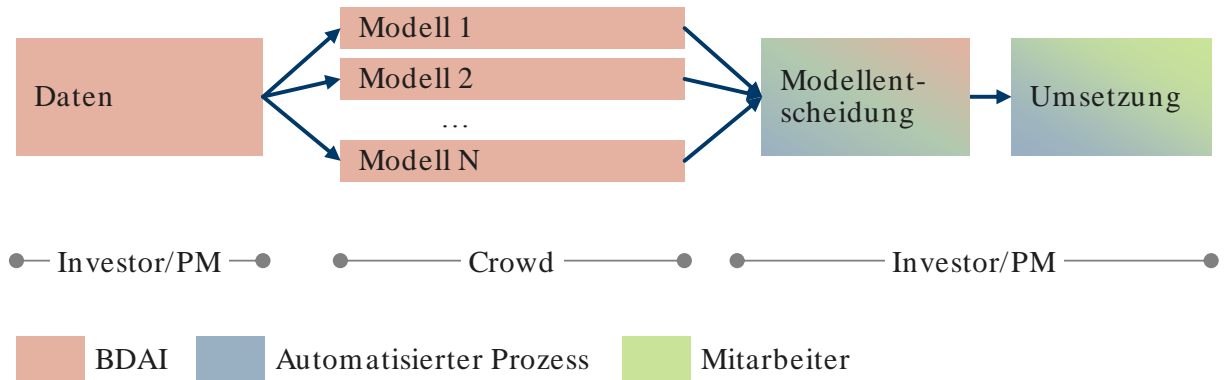 Modell 1
Daten
Modell 2
Modellent-
scheidung
Umsetzung
...
Modell N
Investor/PM
Crowd
Investor/PM
BDAI
Automatisierter Prozess
Mitarbeiter